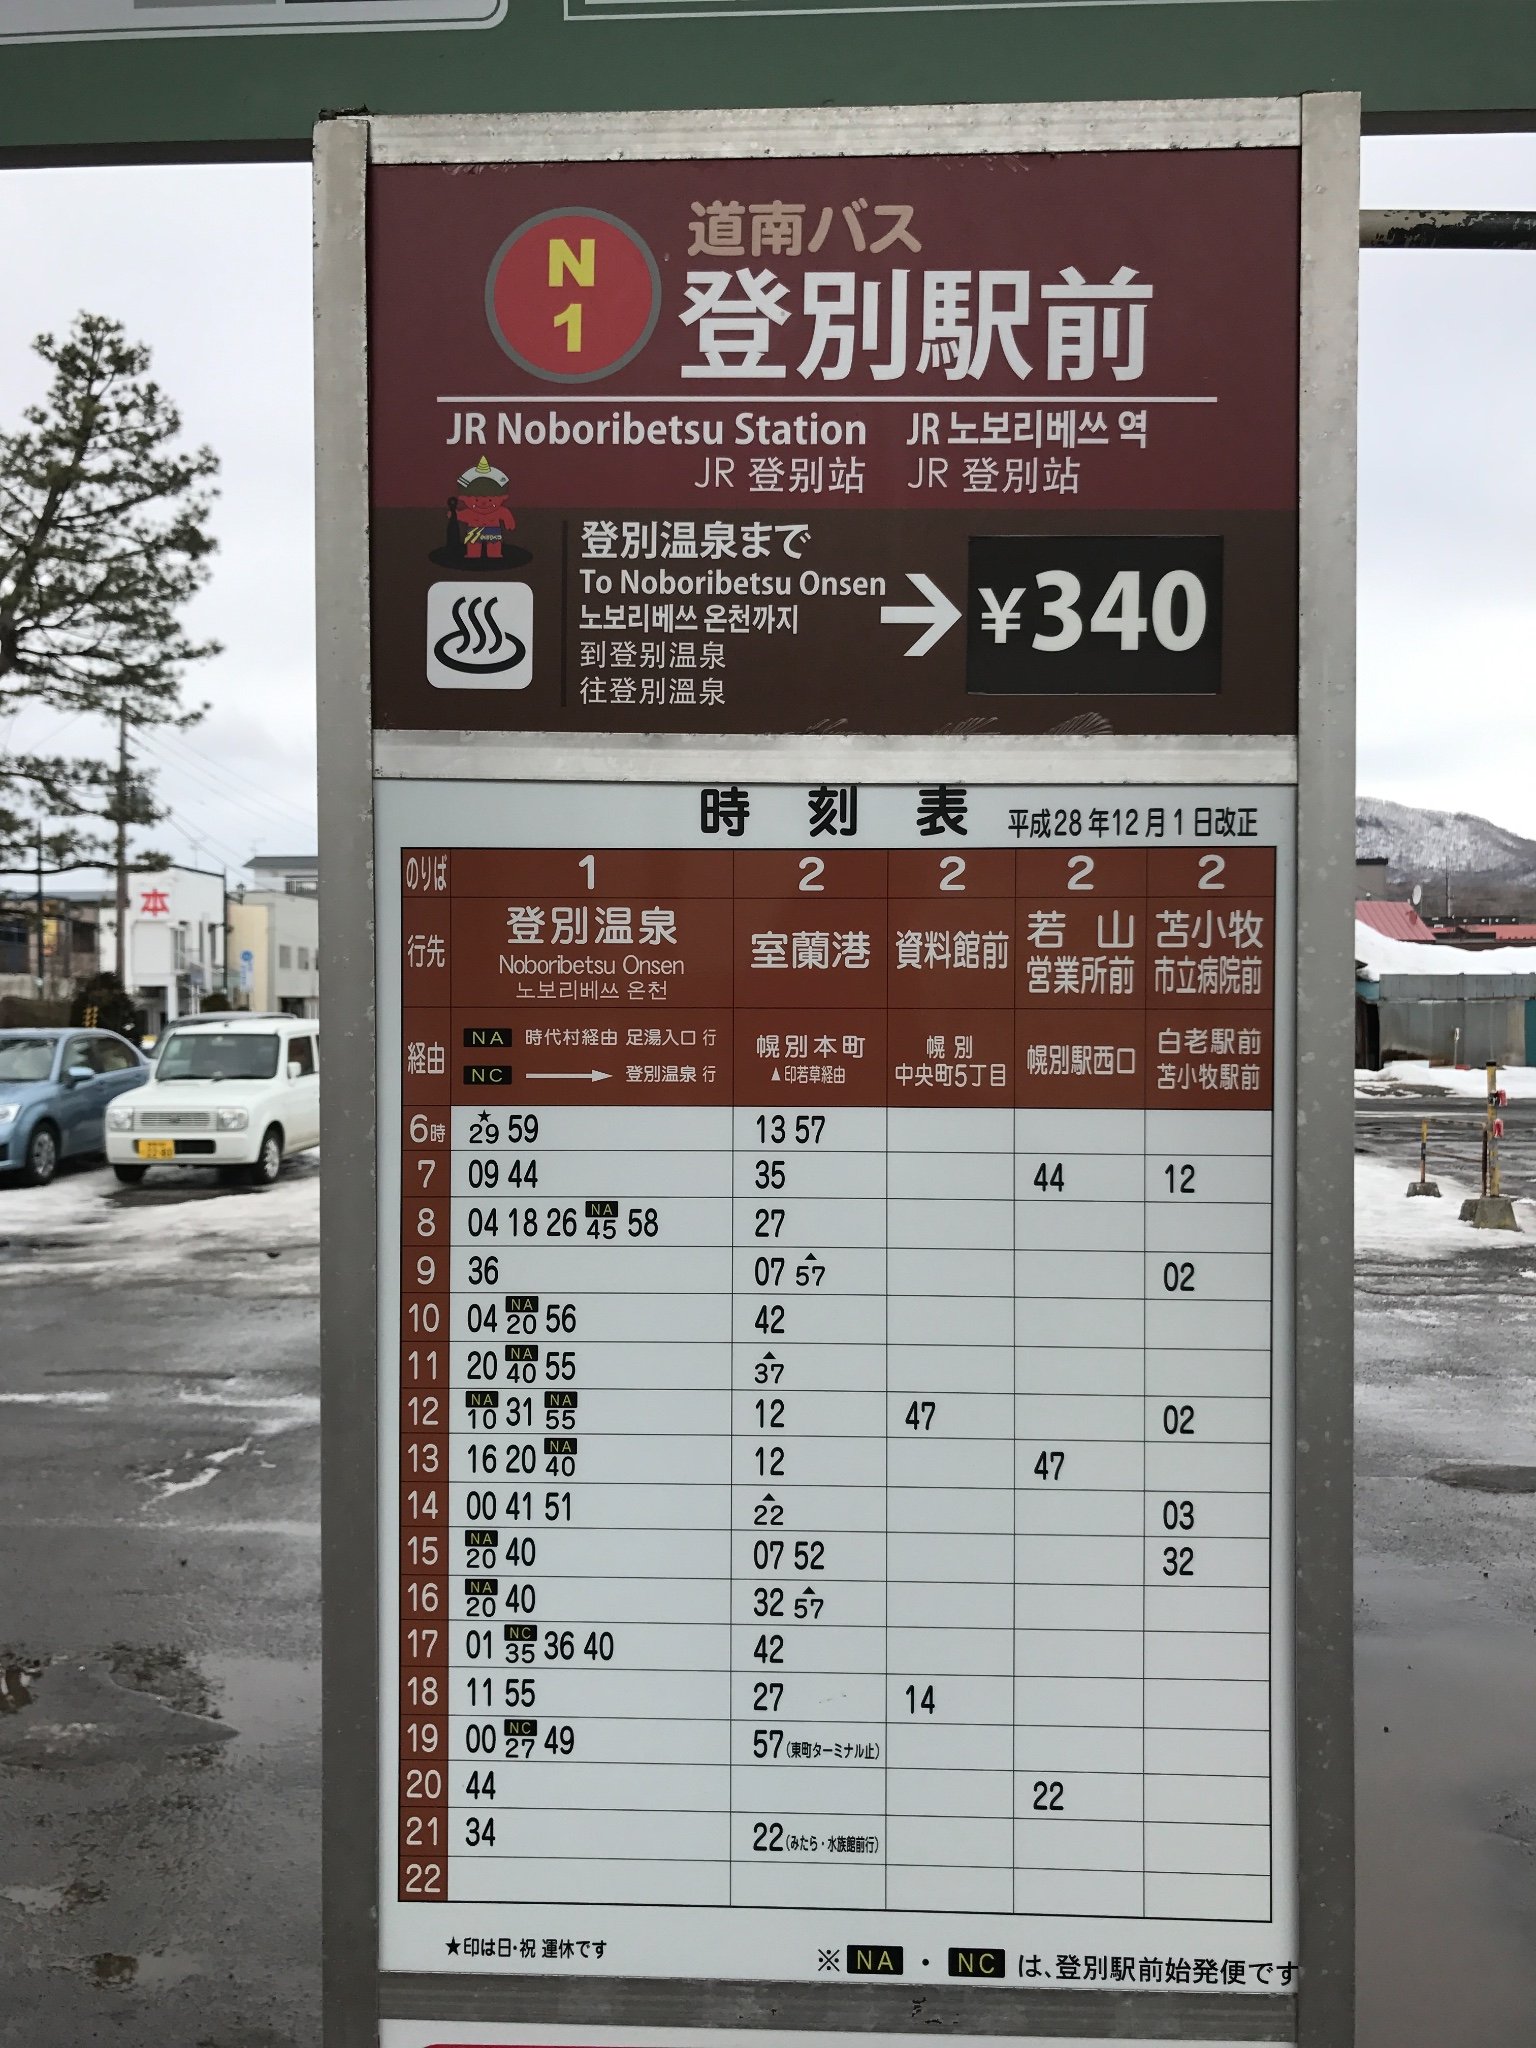 N
1
道南バス
登別駅前
JR Noboribetsu Station JR 노보리베쓰 역
JR 登别站 JR 登別站
登別温泉まで
To Noboribetsu Onsen
노보리베쓰 온천까지
到登别温泉
往登別溫泉
→ ¥340
時刻表 平成28年12月1日改正
のりば 1 2 2 2 2
行先 登別温泉 Noboribetsu Onsen 노보리베쓰 온천 室蘭港 資料館前 若山営業所前 苫小牧市立病院前
経由 NA 時代村経由 足湯入口 行 NC → 登別温泉 行 幌別本町 ▲印若草経由 幌別中央町5丁目 幌別駅西口 白老駅前 苫小牧駅前
6時 ★29 59 13 57
7 09 44 35 44 12
8 04 18 26 NA45 58 27
9 36 07 ▲57 02
10 04 NA20 56 42
11 20 NA40 55 ▲37
12 NA10 31 NA55 12 47 02
13 16 20 NA40 12 47
14 00 41 51 ▲22 03
15 NA20 40 07 52 32
16 NA20 40 32 ▲57
17 01 NC35 36 40 42
18 11 55 27 14
19 00 NC27 49 57(東町ターミナル止)
20 44 22
21 34 22(みたら・水族館前行)
22
★印は日・祝 運休です
※ NA ・ NC は、登別駅前始発便です
本
22-80